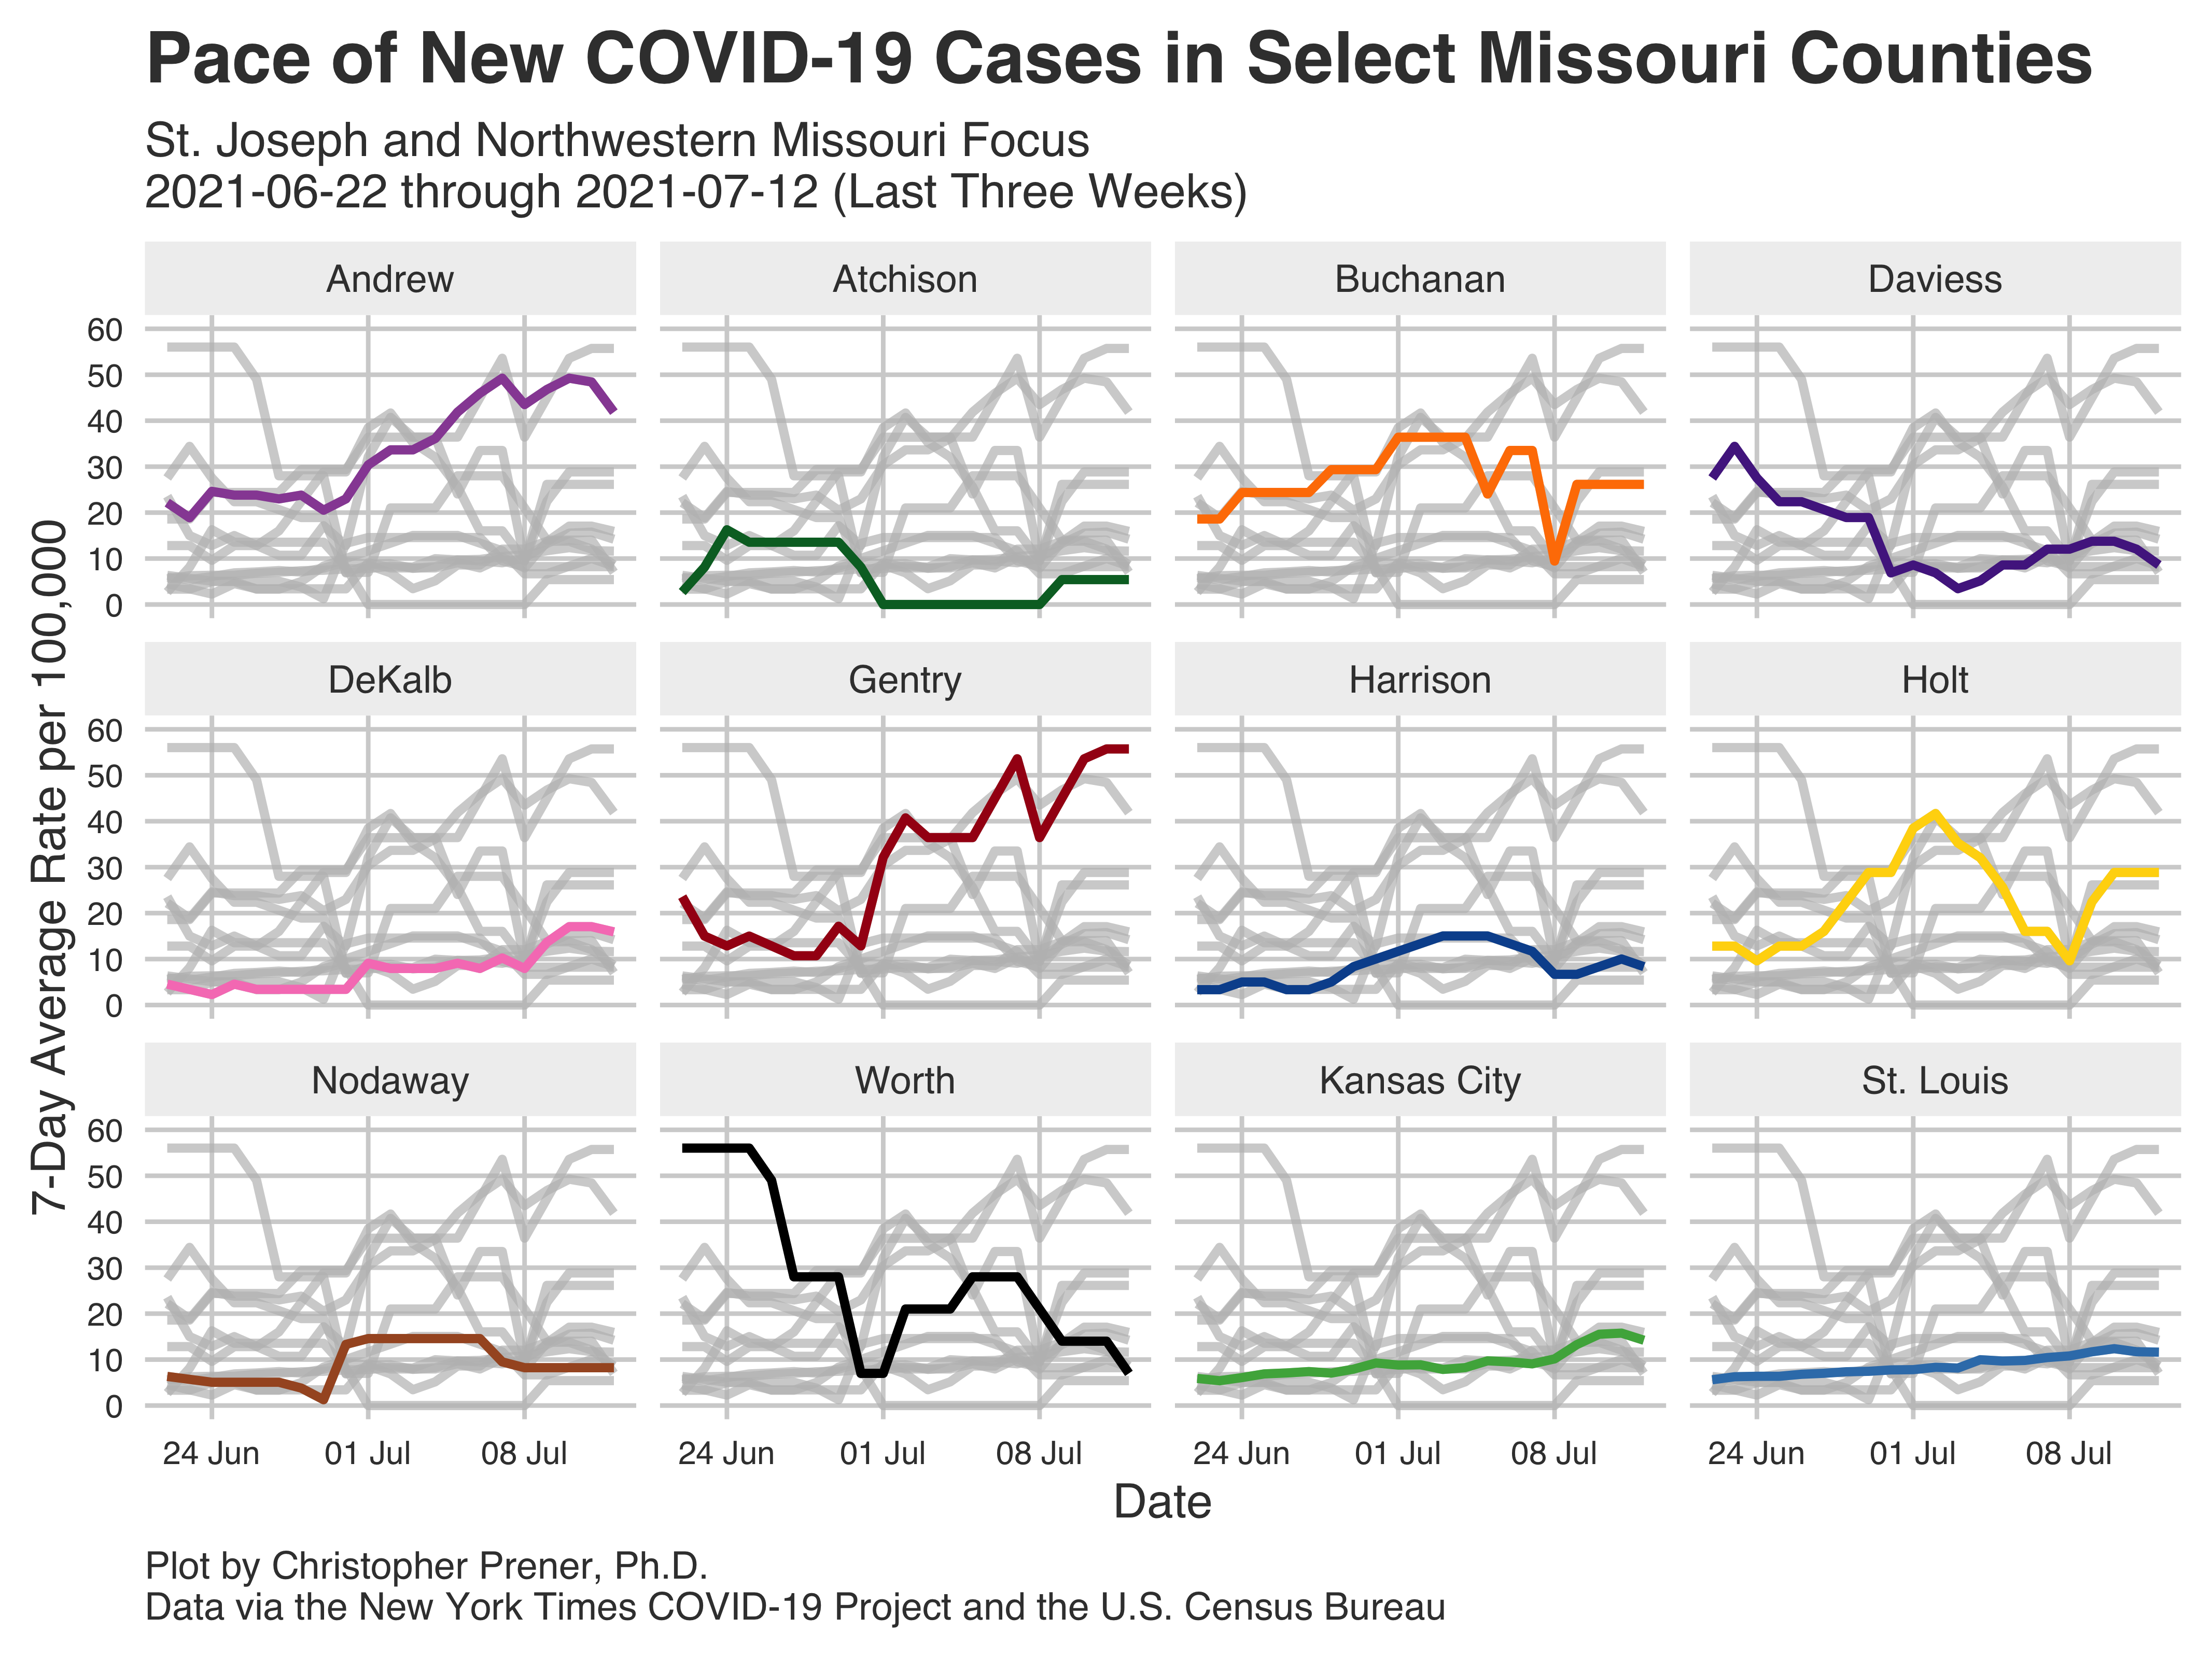 Pace of New COVID-19 Cases in Select Missouri Counties
St. Joseph and Northwestern Missouri Focus
2021-06-22 through 2021-07-12 (Last Three Weeks)
7-Day Average Rate per 100,000
Andrew
Atchison
Buchanan
Daviess
60
50
40
30
20
10
0
DeKalb
Gentry
Harrison
Holt
60
50
40
30
20
10
0
Nodaway
Worth
Kansas City
St. Louis
60
50
40
30
20
10
0
24 Jun 01 Jul 08 Jul
24 Jun 01 Jul 08 Jul
24 Jun 01 Jul 08 Jul
24 Jun 01 Jul 08 Jul
Date
Plot by Christopher Prener, Ph.D.
Data via the New York Times COVID-19 Project and the U.S. Census Bureau